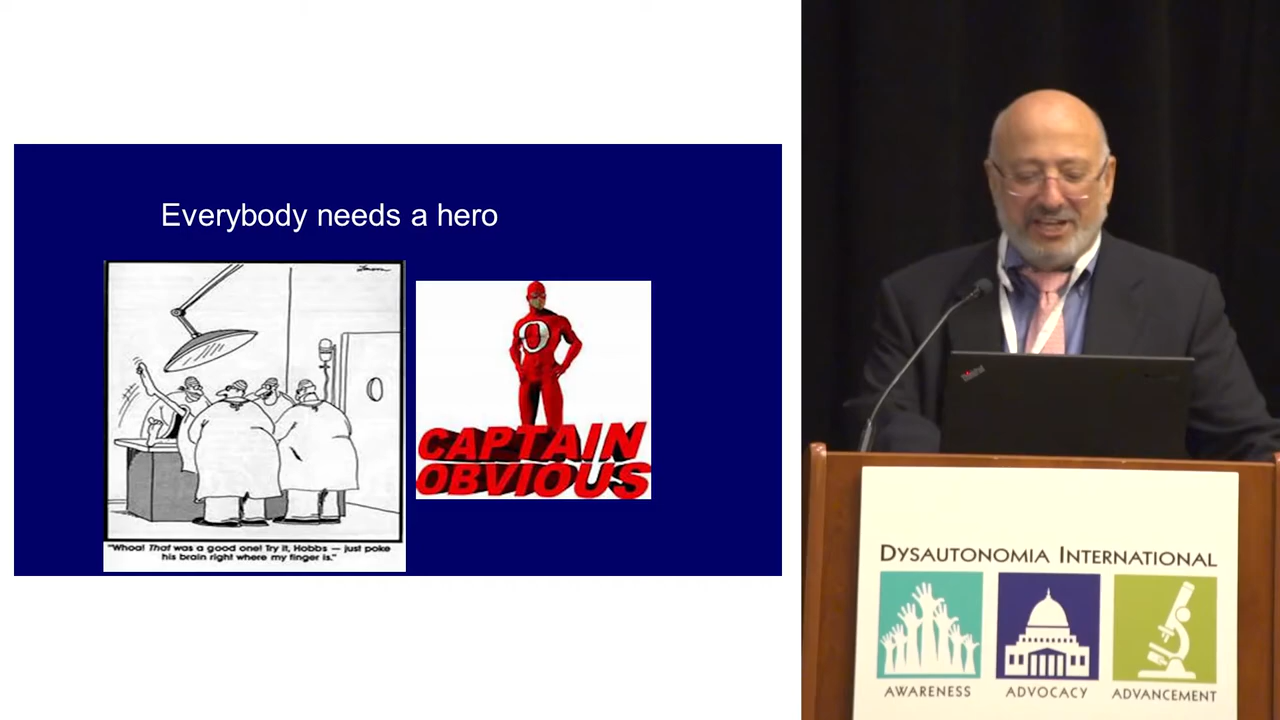 Everybody needs a hero
"Whoa! That was a good one! Try it, Hobbs — just poke
his brain right where my finger is."
CAPTAIN
OBVIOUS
DYSAUTONOMIA INTERNATIONAL
AWARENESS
ADVOCACY
ADVANCEMENT